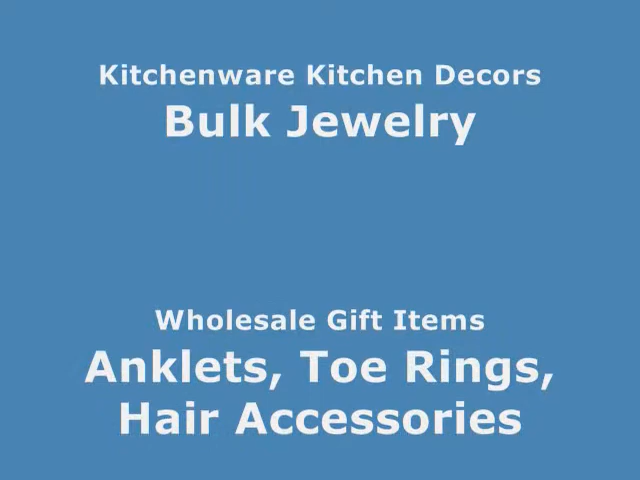 Kitchenware Kitchen Decors
Bulk Jewelry
Wholesale Gift Items
Anklets, Toe Rings,
Hair Accessories